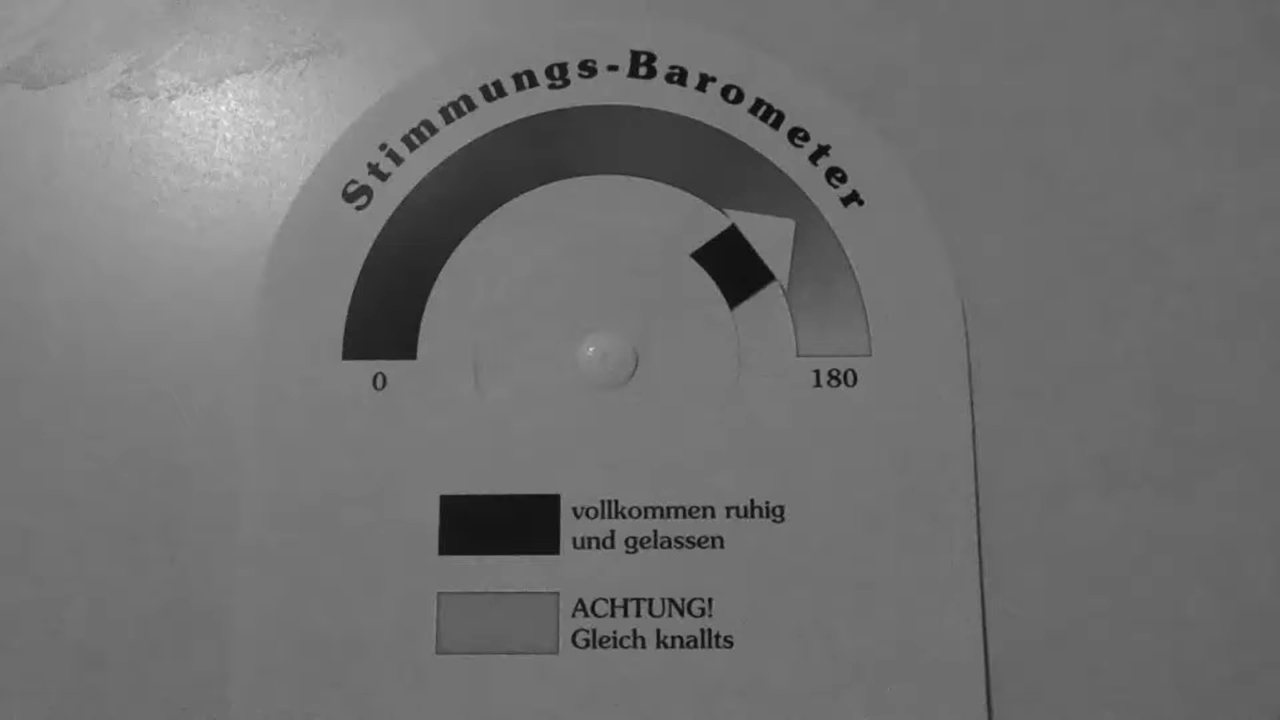 Stimmungs-Barometer
0
180
vollkommen ruhig
und gelassen
ACHTUNG!
Gleich knallts